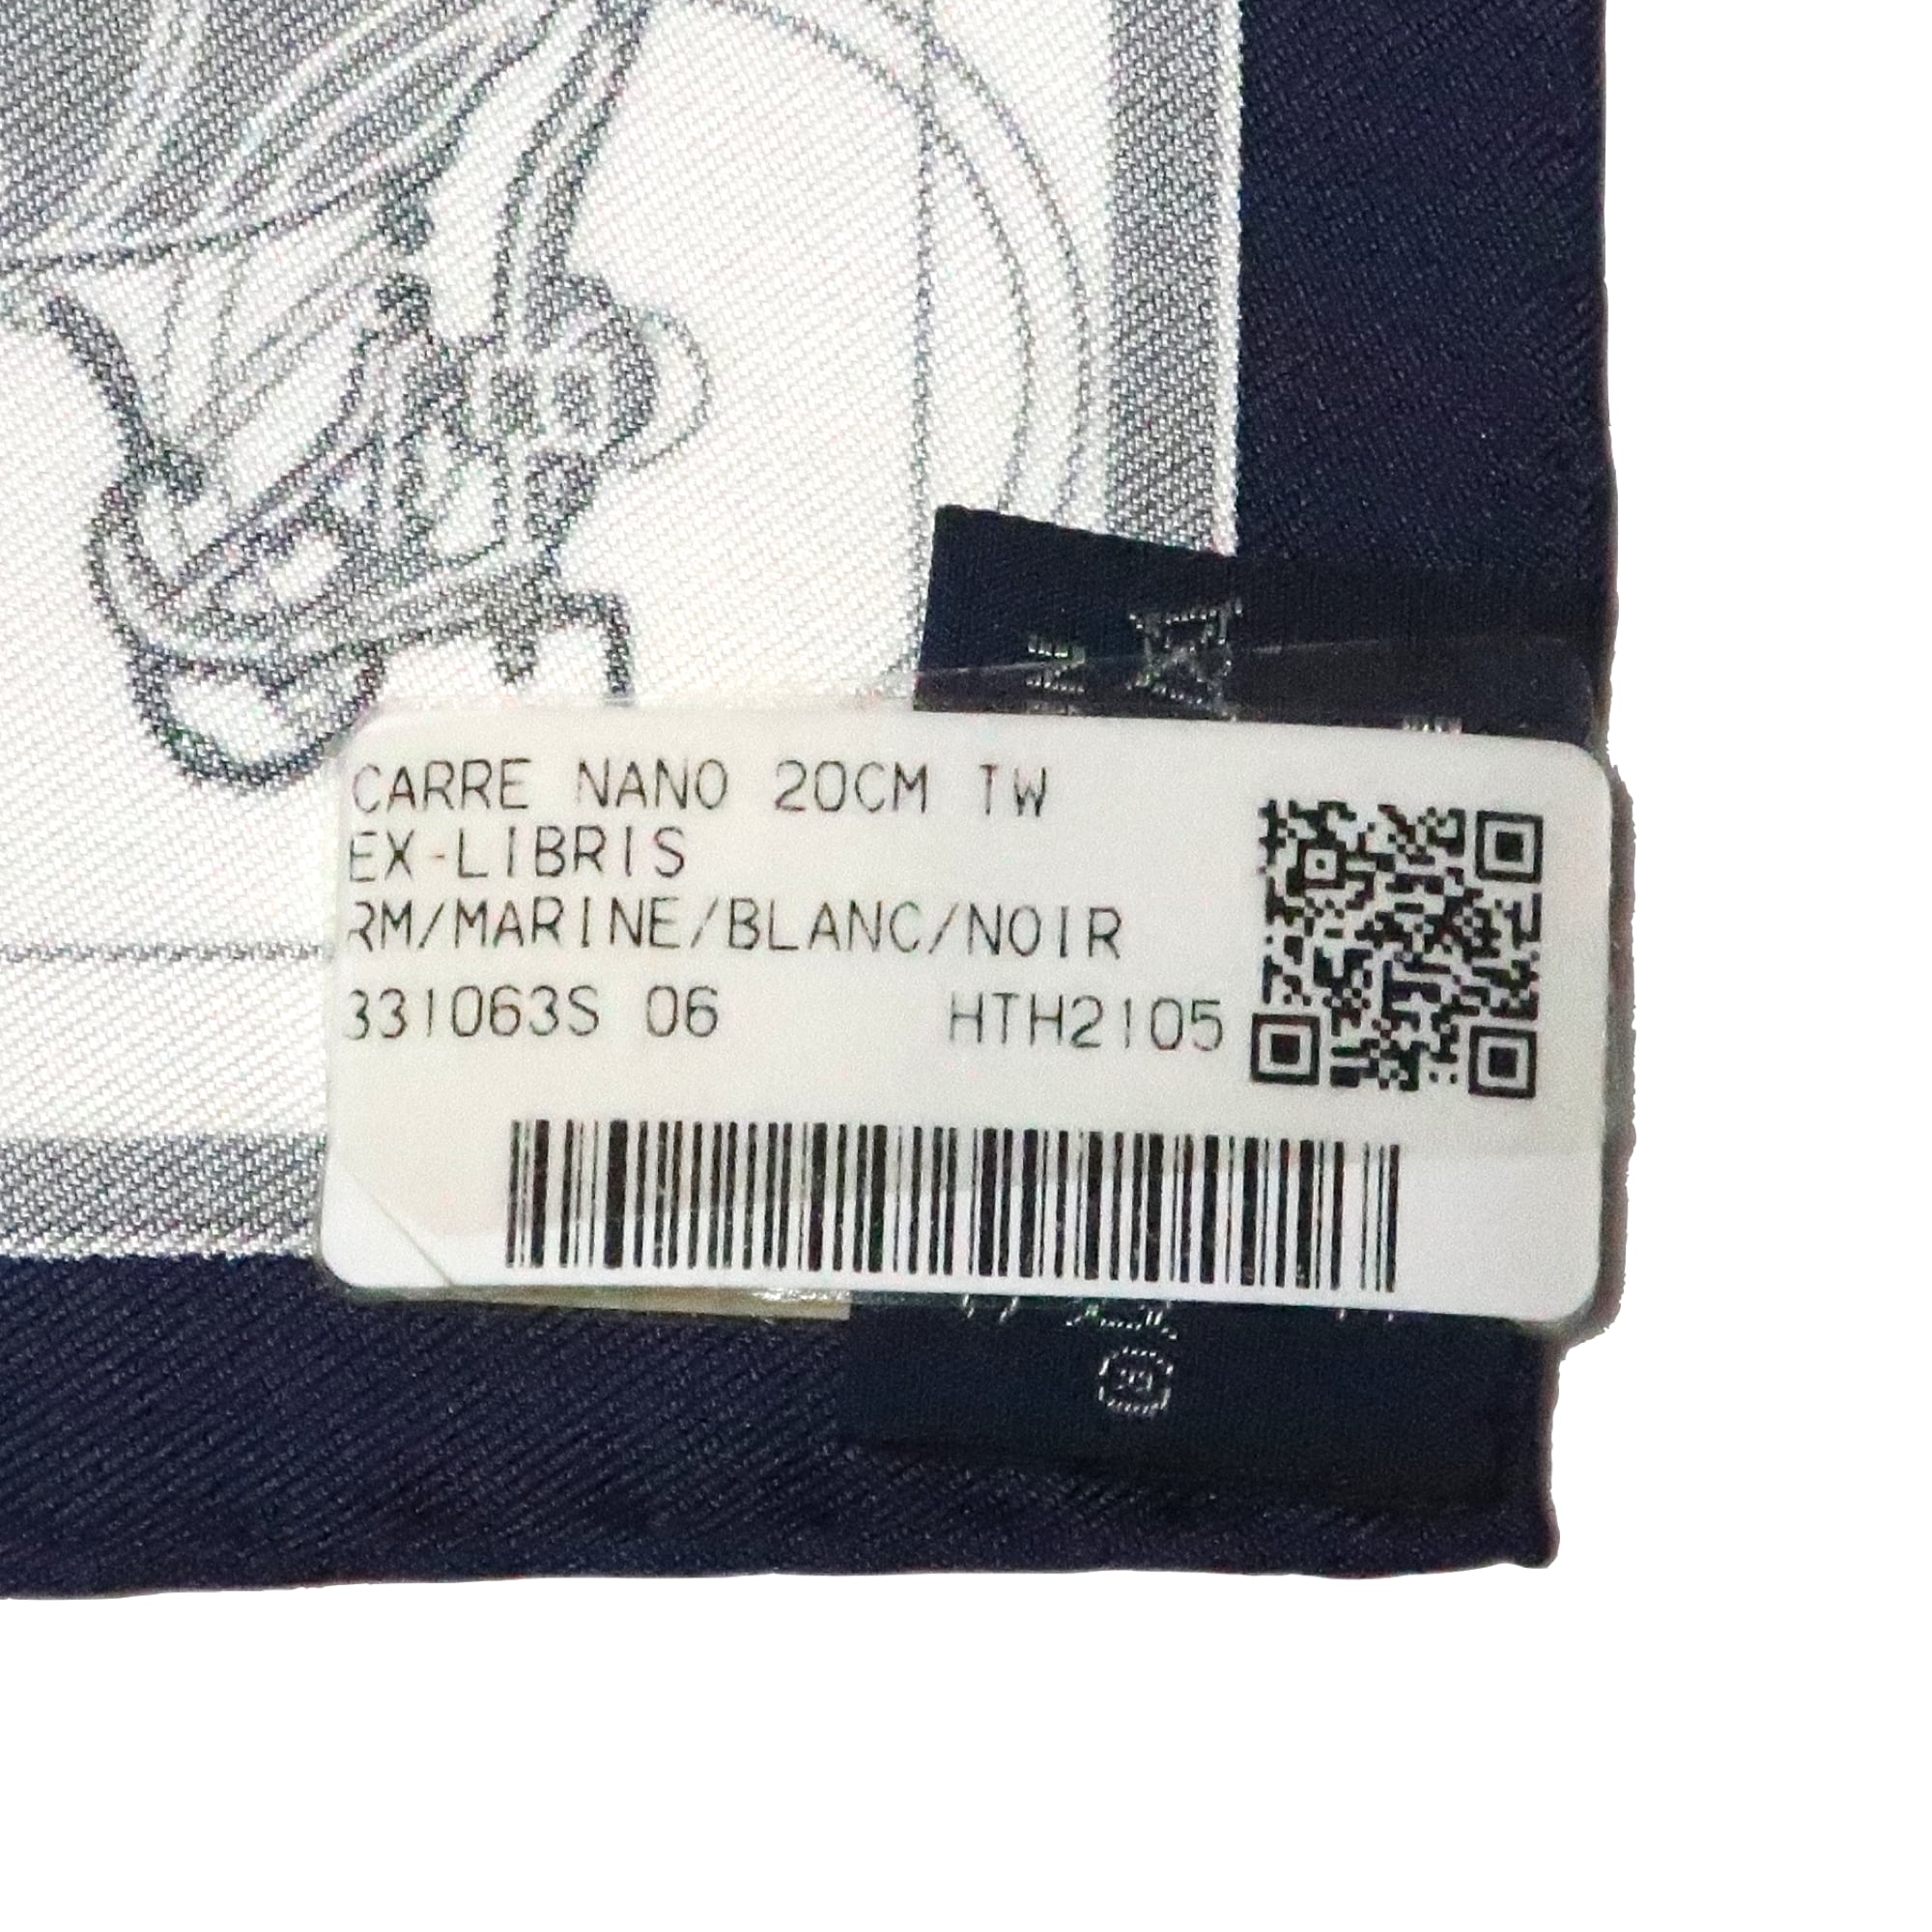 CARRE NANO 20CM TW
EX-LIBRIS
RM/MARINE/BLANC/NOIR
331063S 06 HTH2105